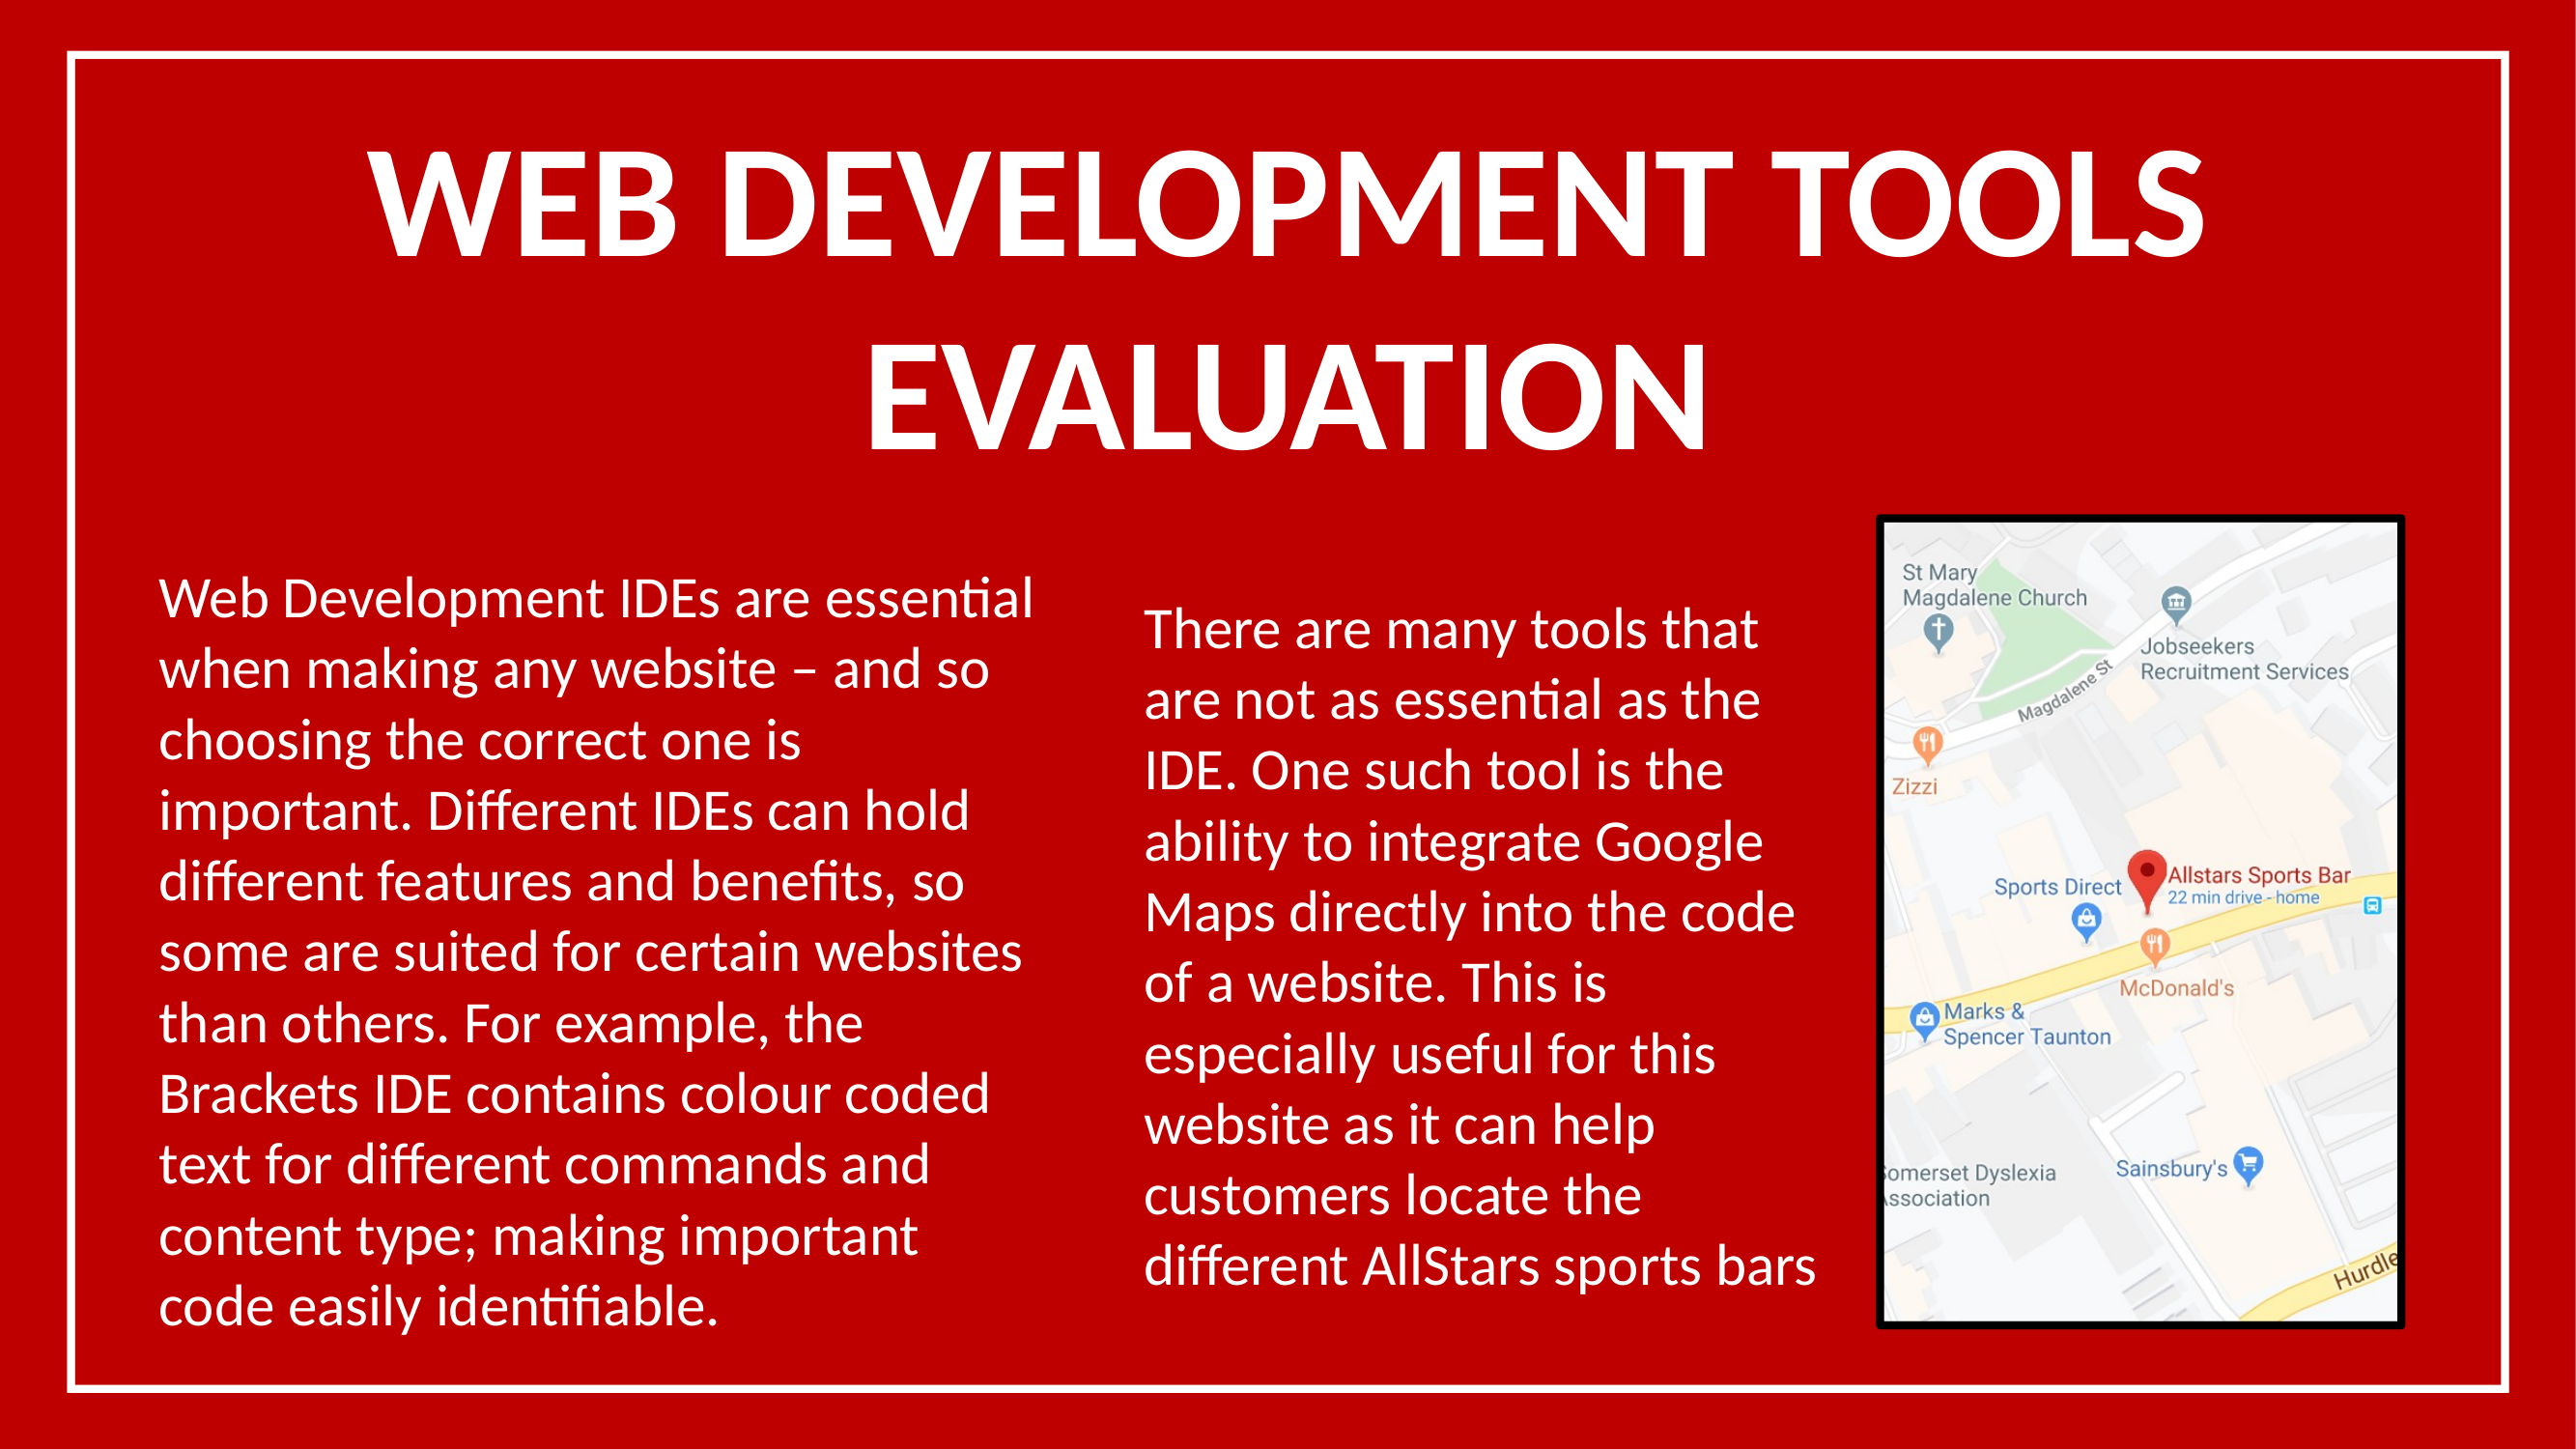 WEB DEVELOPMENT TOOLS
EVALUATION
Web Development IDEs are essential
when making any website – and so
choosing the correct one is
important. Different IDEs can hold
different features and benefits, so
some are suited for certain websites
than others. For example, the
Brackets IDE contains colour coded
text for different commands and
content type; making important
code easily identifiable.
There are many tools that
are not as essential as the
IDE. One such tool is the
ability to integrate Google
Maps directly into the code
of a website. This is
especially useful for this
website as it can help
customers locate the
different AllStars sports bars
St Mary
Magdalene Church
Jobseekers
Recruitment Services
Magdalene St
Zizzi
Allstars Sports Bar
22 min drive - home
Sports Direct
McDonald's
Marks &
Spencer Taunton
Sainsbury's
Somerset Dyslexia
Association
Hurdle